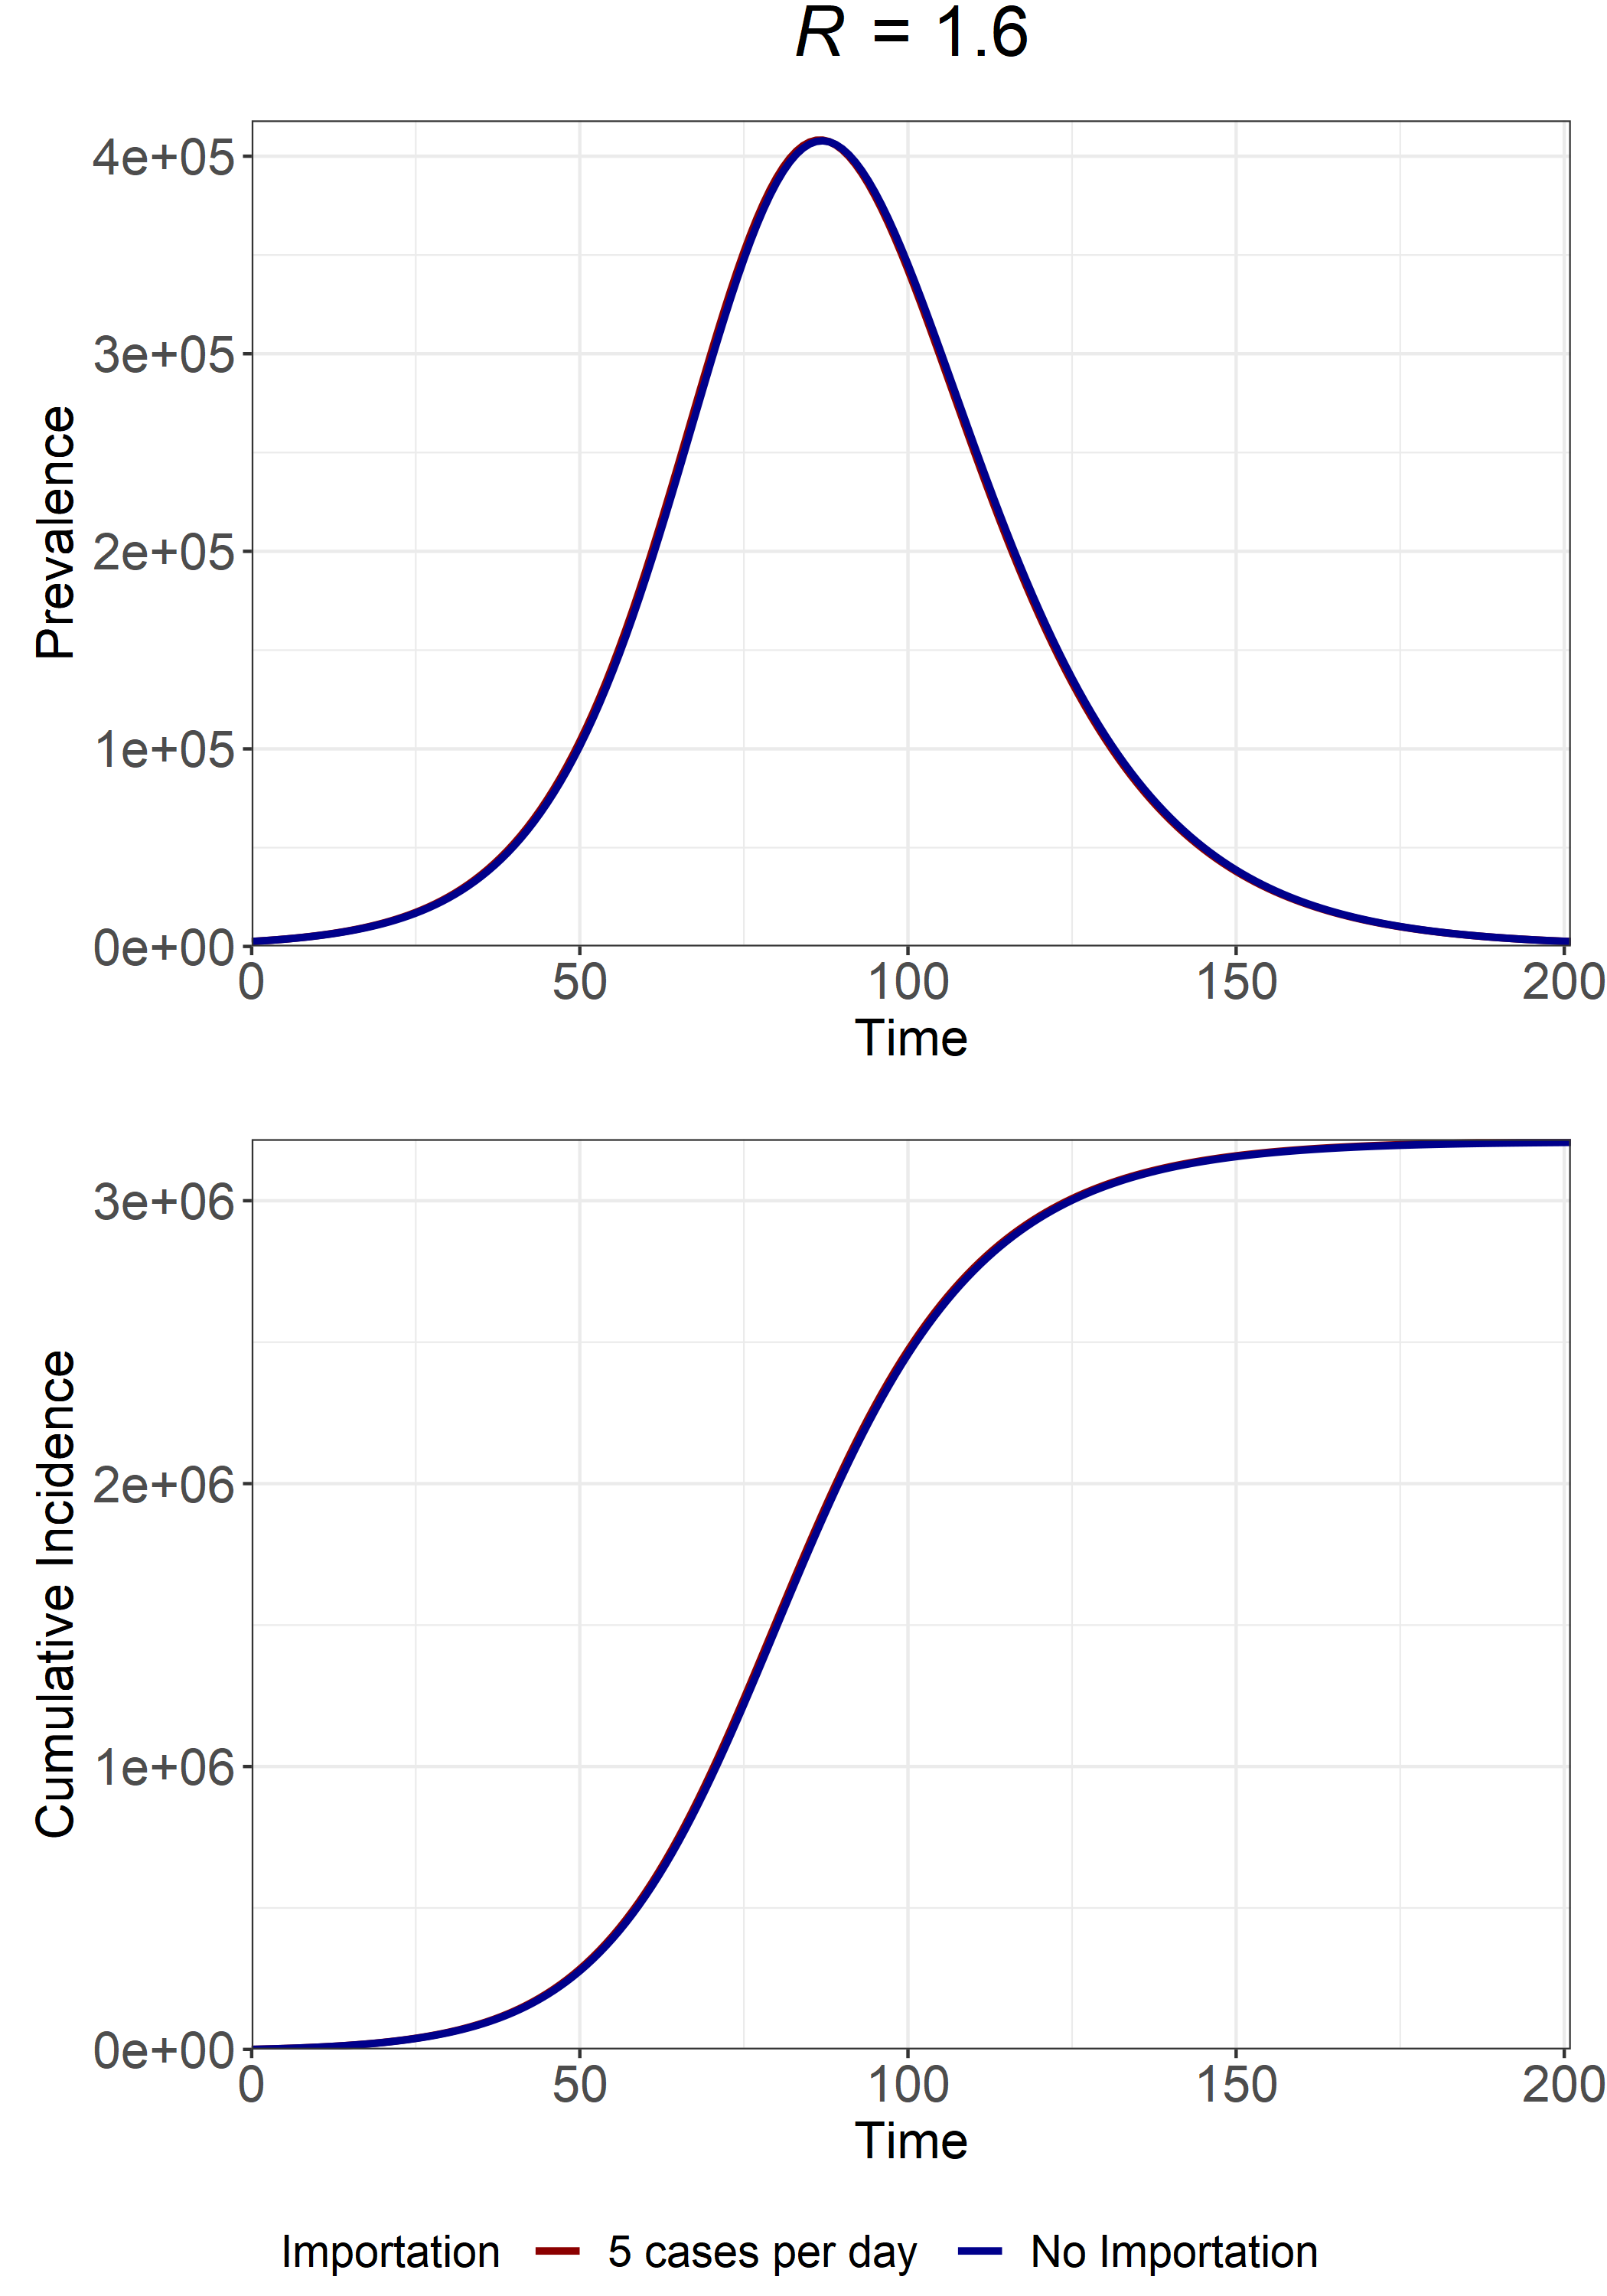 R = 1.6
4e+05
3e+05
2e+05
1e+05
0e+00
Prevalence
0 50 100 150 200
Time
3e+06
2e+06
1e+06
0e+00
Cumulative Incidence
0 50 100 150 200
Time
Importation 5 cases per day No Importation